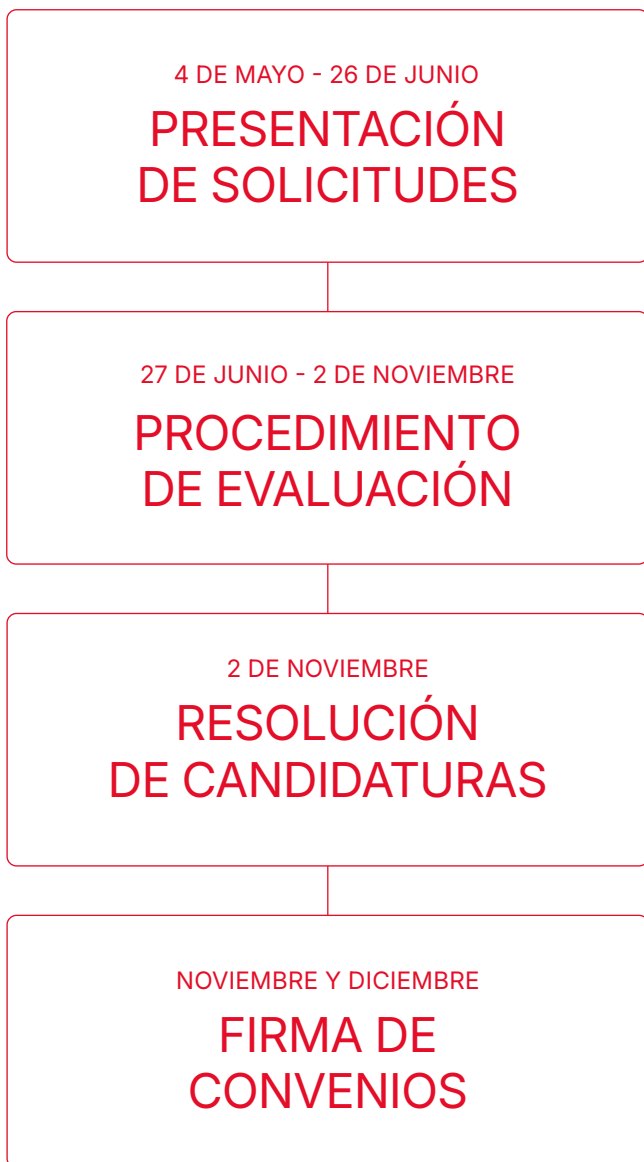 4 DE MAYO - 26 DE JUNIO
PRESENTACIÓN
DE SOLICITUDES
27 DE JUNIO - 2 DE NOVIEMBRE
PROCEDIMIENTO
DE EVALUACIÓN
2 DE NOVIEMBRE
RESOLUCIÓN
DE CANDIDATURAS
NOVIEMBRE Y DICIEMBRE
FIRMA DE
CONVENIOS